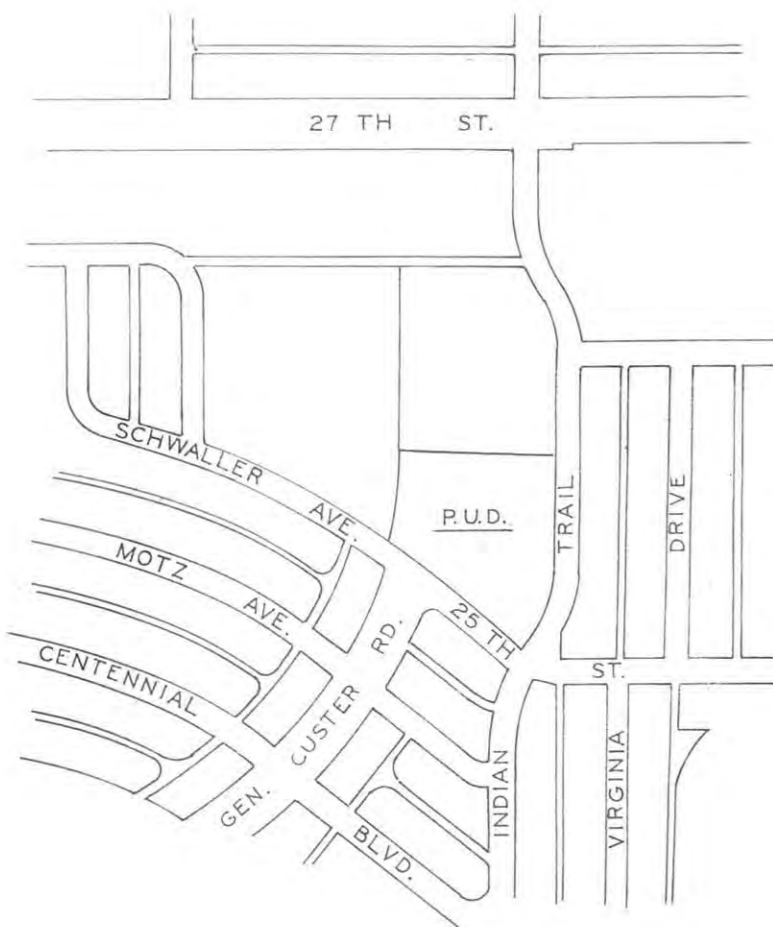 27 TH ST.
SCHWALLER AVE.
P.U.D.
TRAIL
DRIVE
MOTZ AVE.
RD.
25 TH
ST.
CENTENNIAL
CUSTER
GEN.
INDIAN
VIRGINIA
BLVD.